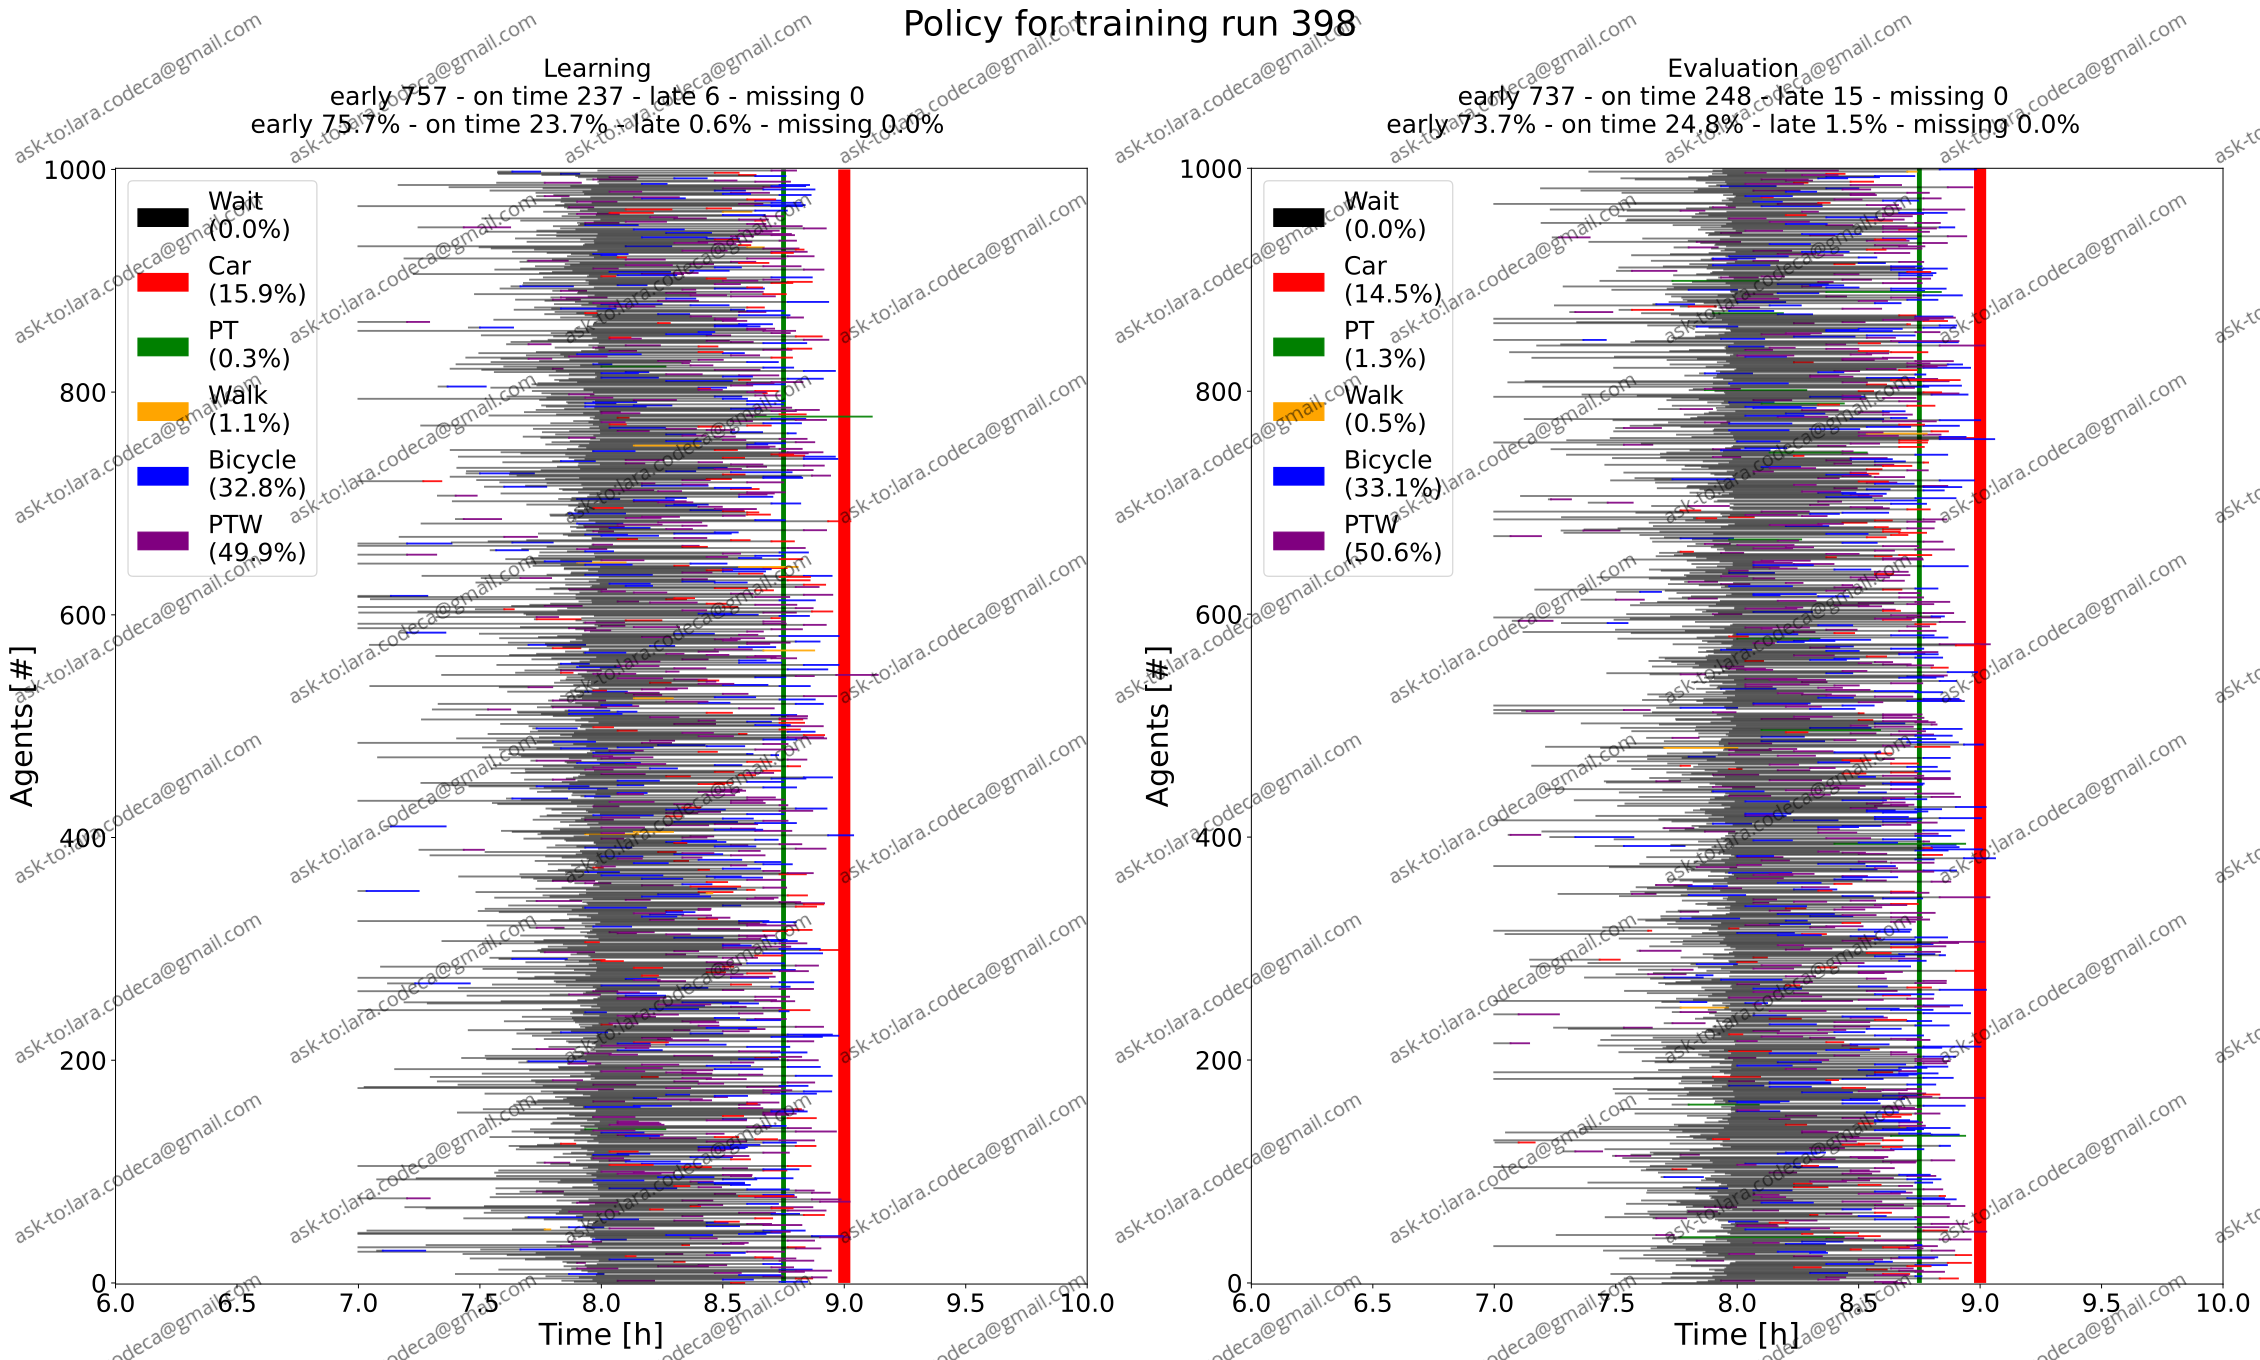 Policy for training run 398
Learning
early 757 - on time 237 - late 6 - missing 0
early 75.7% - on time 23.7% - late 0.6% - missing 0.0%
Wait
(0.0%)
Car
(15.9%)
PT
(0.3%)
Walk
(1.1%)
Bicycle
(32.8%)
PTW
(49.9%)
Agents [#]
1000
800
600
400
200
0
6.0 6.5 7.0 7.5 8.0 8.5 9.0 9.5 10.0
Time [h]
Evaluation
early 737 - on time 248 - late 15 - missing 0
early 73.7% - on time 24.8% - late 1.5% - missing 0.0%
Wait
(0.0%)
Car
(14.5%)
PT
(1.3%)
Walk
(0.5%)
Bicycle
(33.1%)
PTW
(50.6%)
Agents [#]
1000
800
600
400
200
0
6.0 6.5 7.0 7.5 8.0 8.5 9.0 9.5 10.0
Time [h]
ask-to:lara.codeca@gmail.com